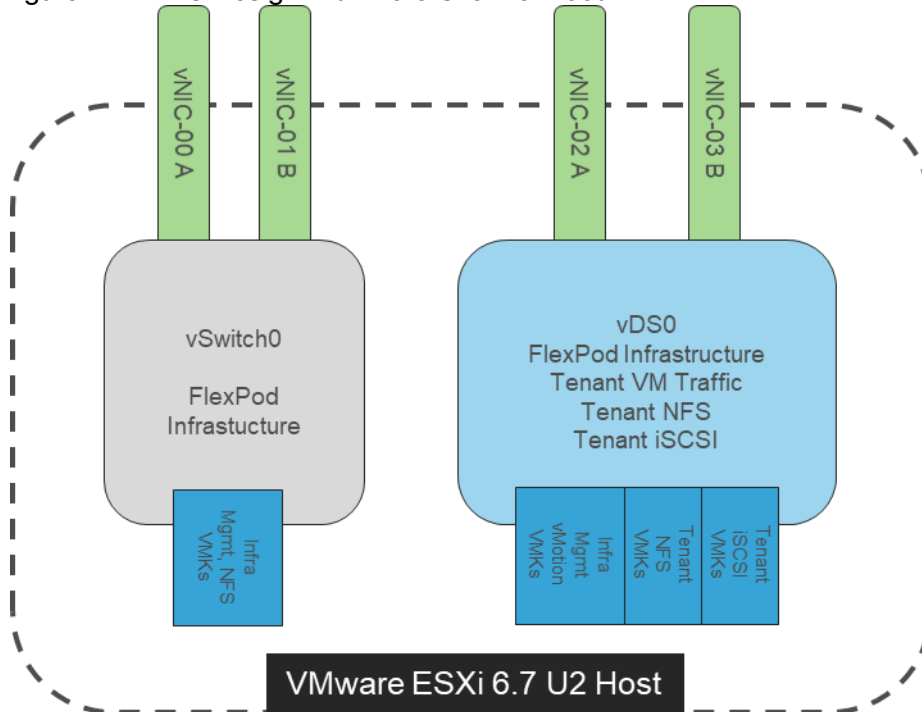 vNIC-00 A
vNIC-01 B
vNIC-02 A
vNIC-03 B
vSwitch0
FlexPod
Infrastucture
vDS0
FlexPod Infrastructure
Tenant VM Traffic
Tenant NFS
Tenant iSCSI
Infra
Mgmt, NFS
VMKs
Infra
Mgmt
vMotion
VMKs
Tenant
NFS
VMKs
Tenant
iSCSI
VMKs
VMware ESXi 6.7 U2 Host